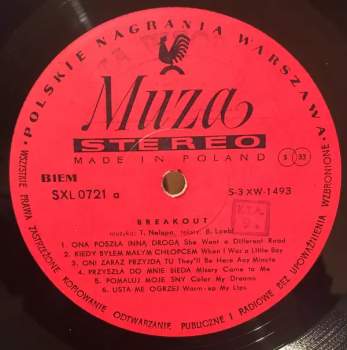 POLSKIE NAGRANIA WARSZAWA
Muza
STEREO
MADE IN POLAND
S 33
BIEM
SXL 0721 a
S-3 XW-1493
BREAKOUT
muzyka: T. Nalepa, teksty: B. Loebl
1. ONA POSZŁA INNĄ DROGĄ She Went a Different Road
2. KIEDY BYŁEM MAŁYM CHŁOPCEM When I Was a Little Boy
3. ONI ZARAZ PRZYJDĄ TU They'll Be Here Any Minute
4. PRZYSZŁA DO MNIE BIEDA Misery Came to Me
5. POMALUJ MOJE SNY Color My Dreams
6. USTA ME OGRZEJ Warm-up My Lips
WSZYSTKIE PRAWA ZASTRZEŻONE KOPIOWANIE ODTWARZANIE PUBLICZNE I RADIOWE BEZ UPOWAŻNIENIA WZBRONIONE